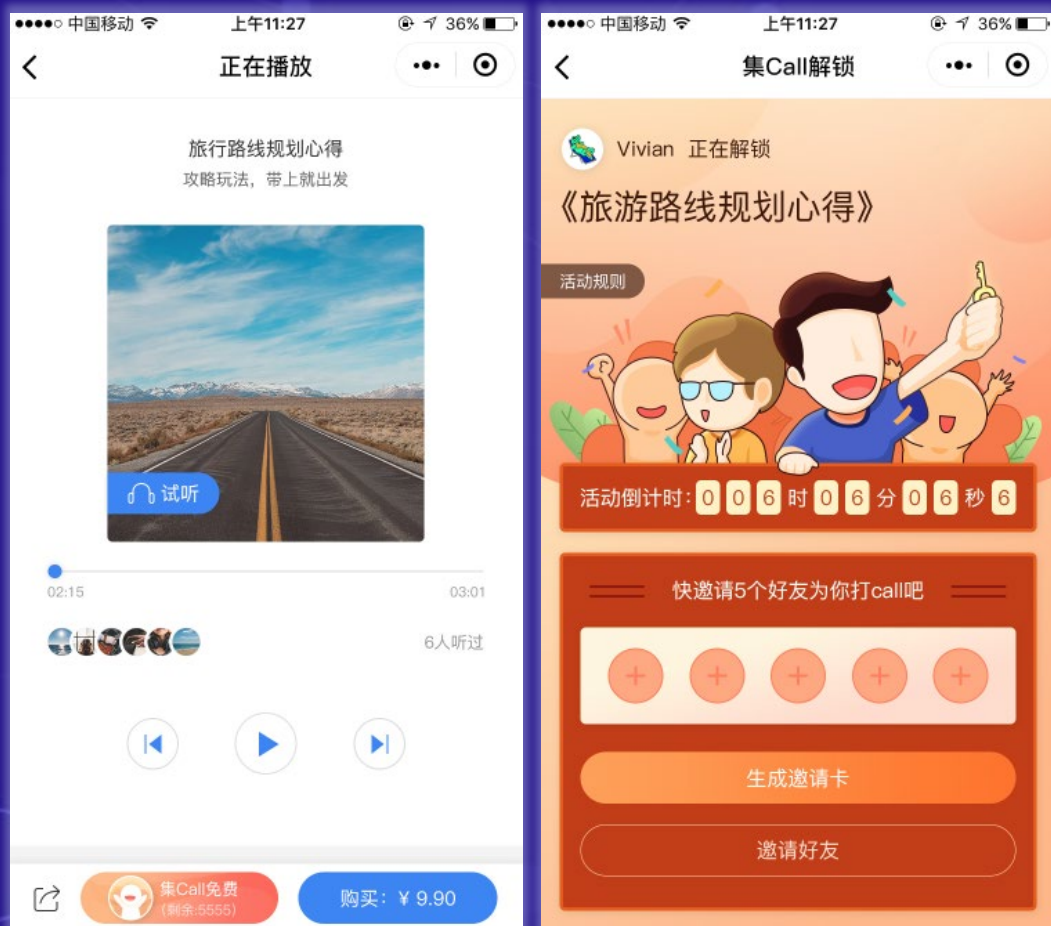 中国移动 上午11:27 36%
正在播放
旅行路线规划心得
攻略玩法，带上就出发
试听
02:15 03:01
6人听过
集Call免费
(剩余:5555)
购买：¥ 9.90
中国移动 上午11:27 36%
集Call解锁
Vivian 正在解锁
《旅游路线规划心得》
活动规则
活动倒计时: 0 0 6 时 0 6 分 0 6 秒 6
快邀请5个好友为你打call吧
生成邀请卡
邀请好友